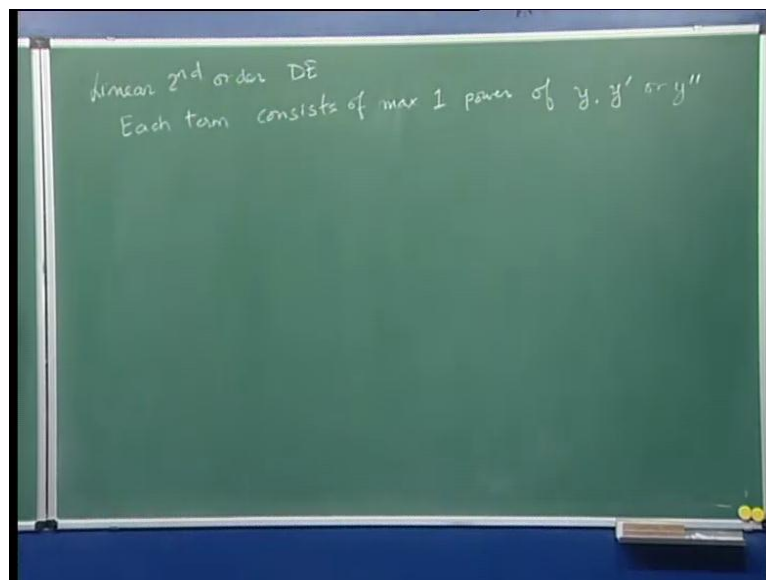 Linear 2nd order DE
Each term consists of max 1 power of y, y' or y"